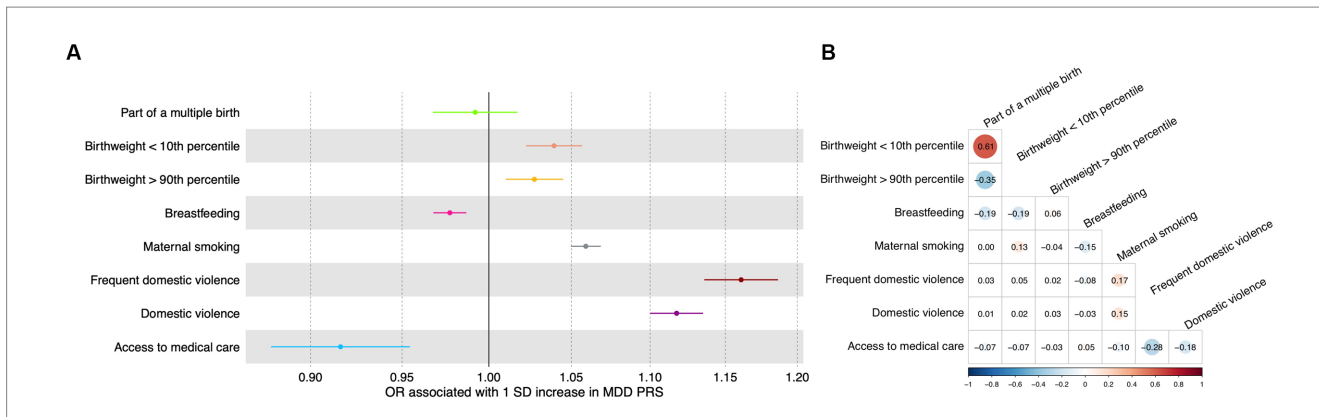 A
Part of a multiple birth
Birthweight < 10th percentile
Birthweight > 90th percentile
Breastfeeding
Maternal smoking
Frequent domestic violence
Domestic violence
Access to medical care
0.90 0.95 1.00 1.05 1.10 1.15 1.20
OR associated with 1 SD increase in MDD PRS
B
Part of a multiple birth
Birthweight < 10th percentile
Birthweight > 90th percentile
Breastfeeding
Maternal smoking
Frequent domestic violence
Domestic violence
Birthweight < 10th percentile 0.61
Birthweight > 90th percentile −0.35
Breastfeeding −0.19 −0.19 0.06
Maternal smoking 0.00 0.13 −0.04 −0.15
Frequent domestic violence 0.03 0.05 0.02 −0.08 0.17
Domestic violence 0.01 0.02 0.03 −0.03 0.15
Access to medical care −0.07 −0.07 −0.03 0.05 −0.10 −0.28 −0.18
−1 −0.8 −0.6 −0.4 −0.2 0 0.2 0.4 0.6 0.8 1